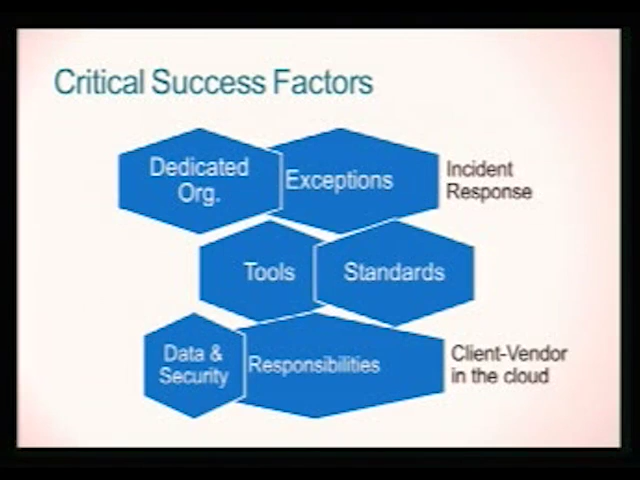 Critical Success Factors
Dedicated
Org.
Exceptions
Incident
Response
Tools
Standards
Data &
Security
Responsibilities
Client-Vendor
in the cloud